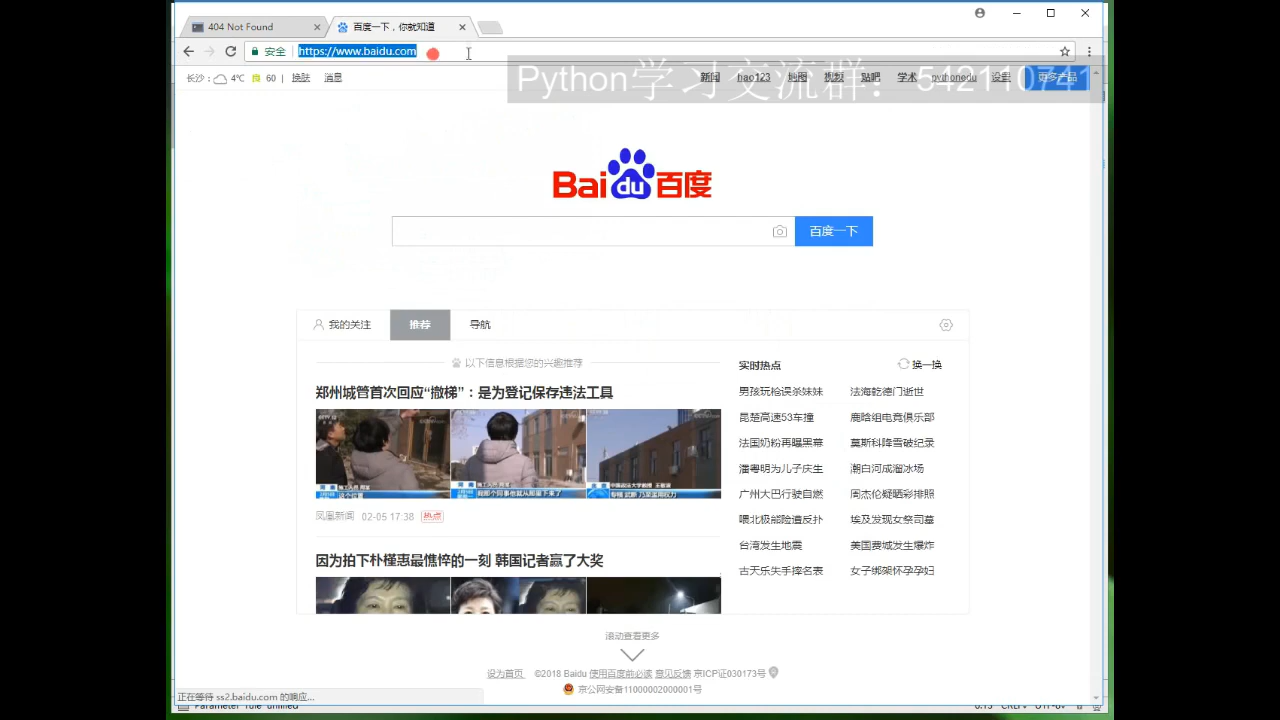 404 Not Found
百度一下，你就知道
安全
https://www.baidu.com
Python学习交流群：542110741
长沙： 4℃ 良 60 | 换肤 消息
新闻 hao123 地图 视频 贴吧 学术 登录 设置 更多产品
Bai du 百度
百度一下
我的关注 推荐 导航
以下信息根据您的兴趣推荐
郑州城管首次回应“撤梯”：是为登记保存违法工具
凤凰新闻 02-05 17:38 热点
因为拍下朴槿惠最憔悴的一刻 韩国记者赢了大奖
实时热点 换一换
男孩玩枪误杀妹妹 法海乾德门逝世
昆楚高速53车撞 鹿晗组电竞俱乐部
法国奶粉再曝黑幕 莫斯科降雪破纪录
潘粤明为儿子庆生 潮白河成溜冰场
广州大巴行驶自燃 周杰伦疑晒彩排照
喂北极熊险遭反扑 埃及发现女祭司墓
台湾发生地震 美国费城发生爆炸
古天乐失手摔名表 女子绑架怀孕孕妇
滚动查看更多
设为首页 ©2018 Baidu 使用百度前必读 意见反馈 京ICP证030173号
京公网安备11000002000001号
正在等待 ss2.baidu.com 的响应...